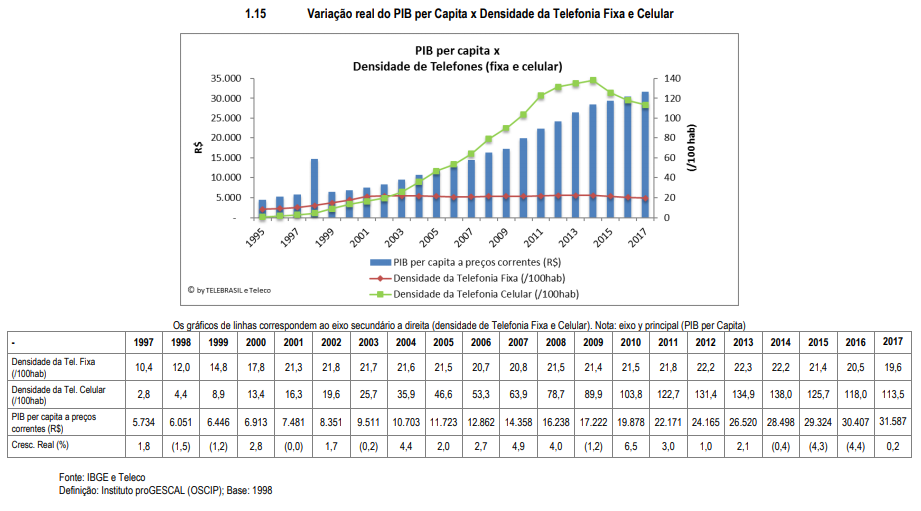 1.15 Variação real do PIB per Capita x Densidade da Telefonia Fixa e Celular
PIB per capita x
Densidade de Telefones (fixa e celular)
35.000
30.000
25.000
20.000
15.000
10.000
5.000
-
R$
140
120
100
80
60
40
20
0
(/100 hab)
1995 1997 1999 2001 2003 2005 2007 2009 2011 2013 2015 2017
PIB per capita a preços correntes (R$)
Densidade da Telefonia Fixa (/100hab)
Densidade da Telefonia Celular (/100hab)
© by TELEBRASIL e Teleco
Os gráficos de linhas correspondem ao eixo secundário a direita (densidade de Telefonia Fixa e Celular). Nota: eixo y principal (PIB per Capita)
- 1997 1998 1999 2000 2001 2002 2003 2004 2005 2006 2007 2008 2009 2010 2011 2012 2013 2014 2015 2016 2017
Densidade da Tel. Fixa
(/100hab) 10,4 12,0 14,8 17,8 21,3 21,8 21,7 21,6 21,5 20,7 20,8 21,5 21,4 21,5 21,8 22,2 22,3 22,2 21,4 20,5 19,6
Densidade da Tel. Celular
(/100hab) 2,8 4,4 8,9 13,4 16,3 19,6 25,7 35,9 46,6 53,3 63,9 78,7 89,9 103,8 122,7 131,4 134,9 138,0 125,7 118,0 113,5
PIB per capita a preços
correntes (R$) 5.734 6.051 6.446 6.913 7.481 8.351 9.511 10.703 11.723 12.862 14.358 16.238 17.222 19.878 22.171 24.165 26.520 28.498 29.324 30.407 31.587
Cresc. Real (%) 1,8 (1,5) (1,2) 2,8 (0,0) 1,7 (0,2) 4,4 2,0 2,7 4,9 4,0 (1,2) 6,5 3,0 1,0 2,1 (0,4) (4,3) (4,4) 0,2
Fonte: IBGE e Teleco
Definição: Instituto proGESCAL (OSCIP); Base: 1998